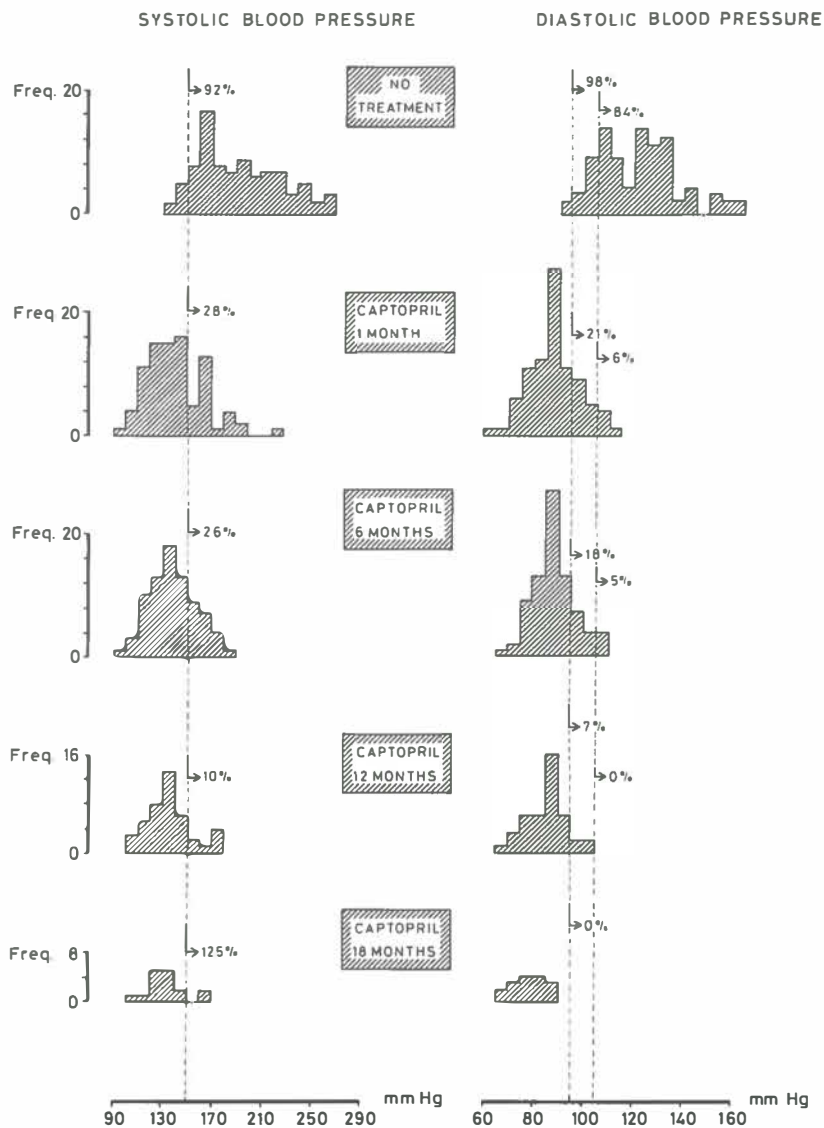 SYSTOLIC BLOOD PRESSURE
DIASTOLIC BLOOD PRESSURE
NO
TREATMENT
Freq. 20
0
92%
98%
84%
CAPTOPRIL
1 MONTH
Freq. 20
0
28%
21%
6%
CAPTOPRIL
6 MONTHS
Freq. 20
0
26%
18%
5%
CAPTOPRIL
12 MONTHS
Freq. 16
0
10%
7%
0%
CAPTOPRIL
18 MONTHS
Freq. 8
0
125%
0%
90 130 170 210 250 290 mm Hg
60 80 100 120 140 160 mm Hg